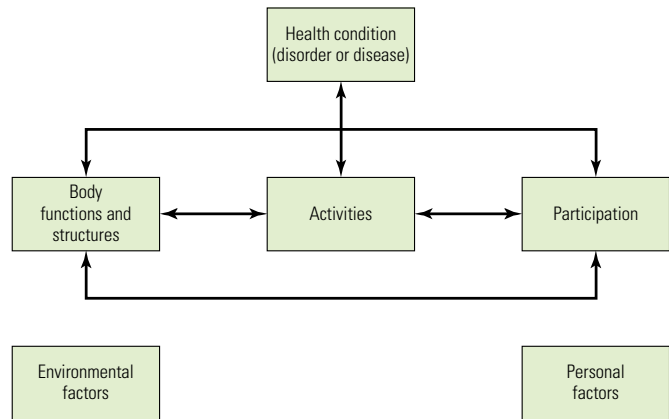 Health condition
(disorder or disease)
Body
functions and
structures
Activities
Participation
Environmental
factors
Personal
factors